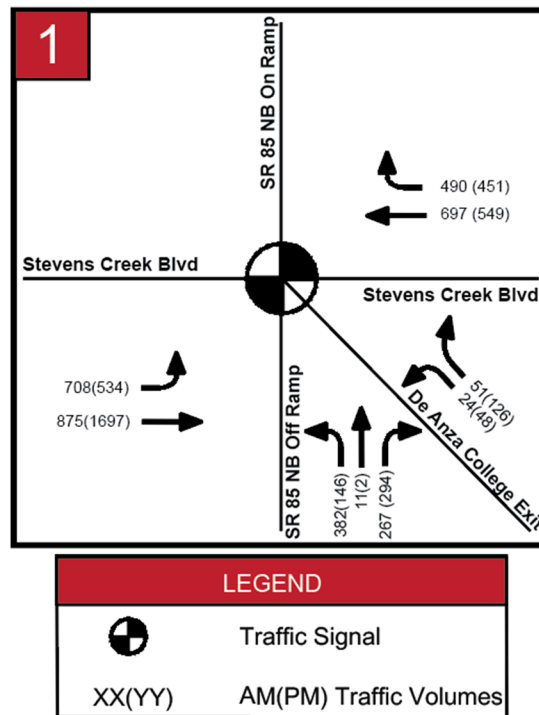 1
SR 85 NB On Ramp
490 (451)
697 (549)
Stevens Creek Blvd
Stevens Creek Blvd
708(534)
875(1697)
51(126)
24(48)
De Anza College Exit
SR 85 NB Off Ramp
382(146)
11(2)
267 (294)
LEGEND
Traffic Signal
XX(YY) AM(PM) Traffic Volumes